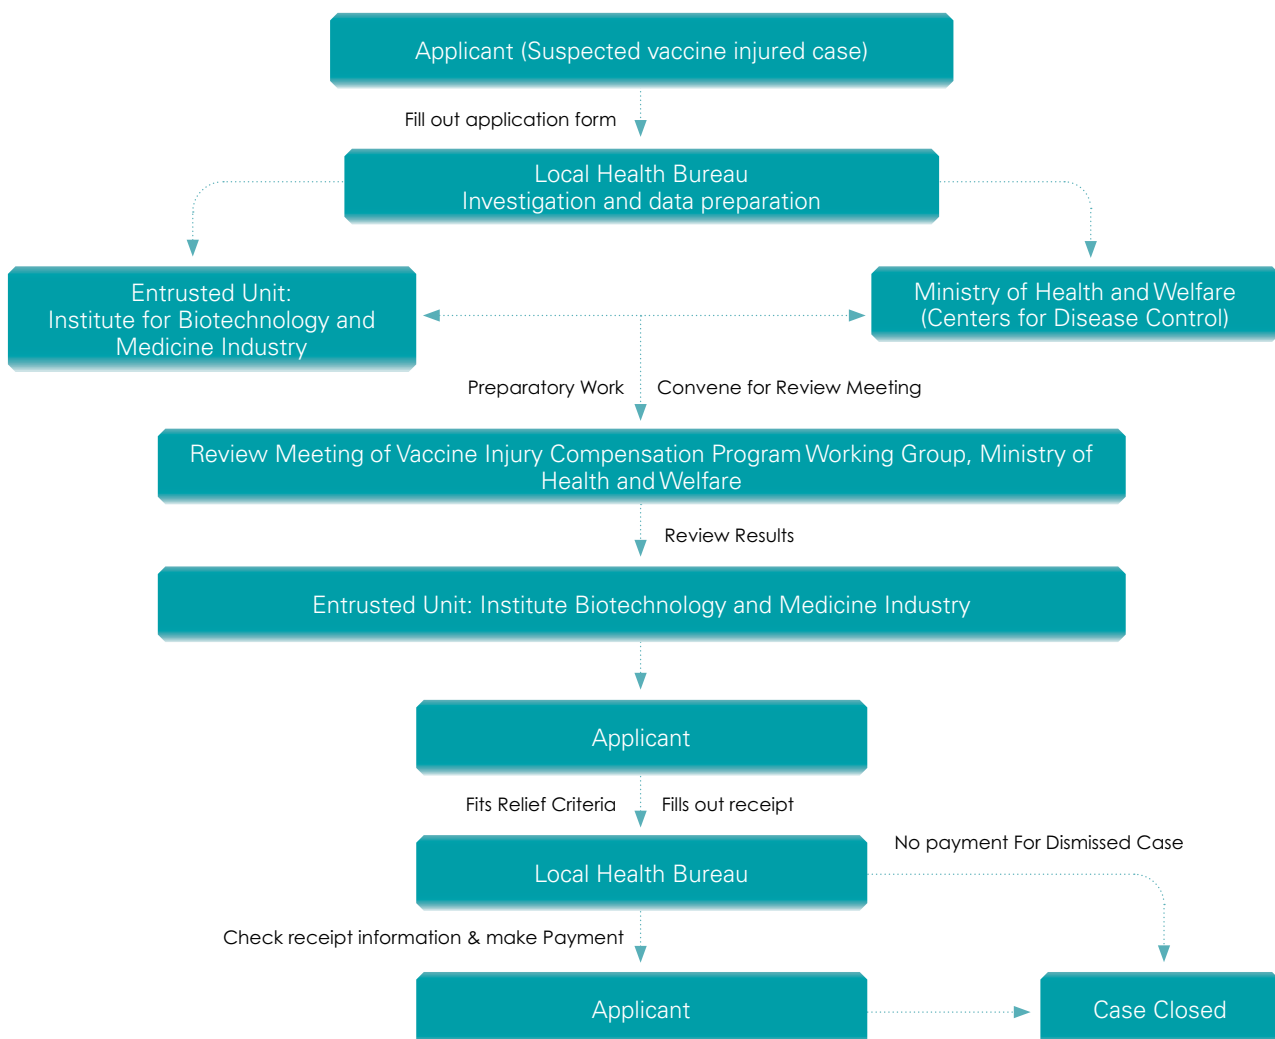 Applicant (Suspected vaccine injured case)
Fill out application form
Local Health Bureau
Investigation and data preparation
Entrusted Unit:
Institute for Biotechnology and
Medicine Industry
Ministry of Health and Welfare
(Centers for Disease Control)
Preparatory Work
Convene for Review Meeting
Review Meeting of Vaccine Injury Compensation Program Working Group, Ministry of
Health and Welfare
Review Results
Entrusted Unit: Institute Biotechnology and Medicine Industry
Applicant
Fits Relief Criteria
Fills out receipt
No payment For Dismissed Case
Local Health Bureau
Check receipt information & make Payment
Applicant
Case Closed